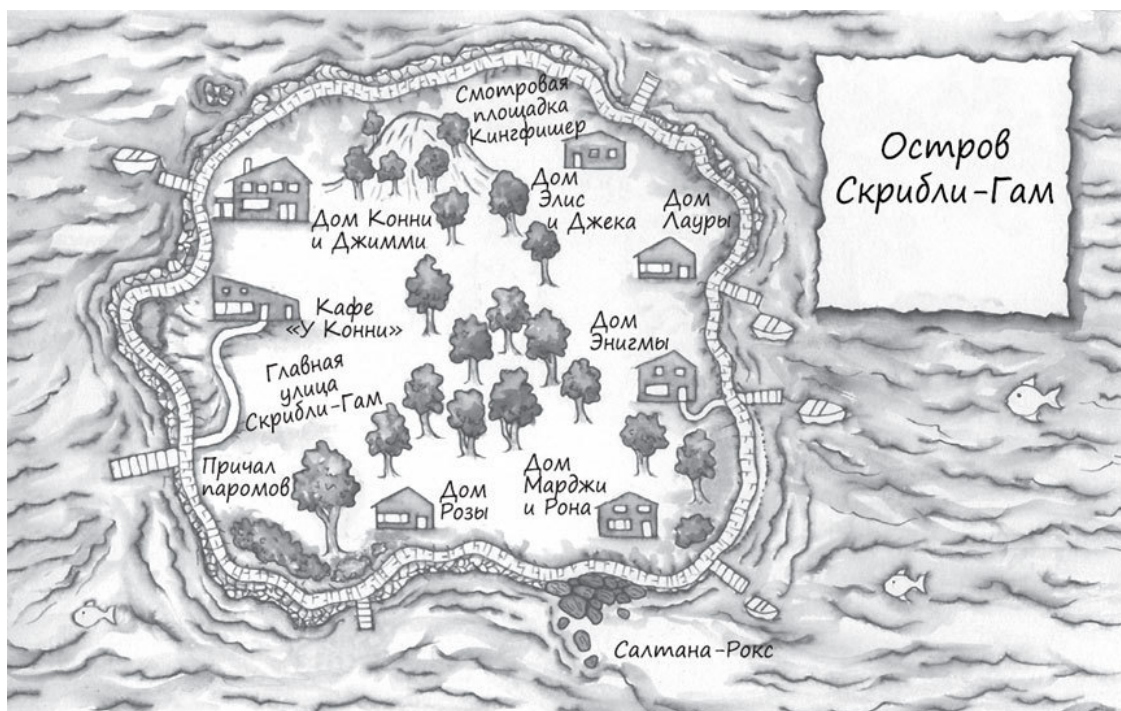 Смотровая
площадка
Кингфишер
Остров
Скрибли-Гам
Дом
Элис
и Джека
Дом
Лауры
Дом Конни
и Джимми
Кафе
«У Конни»
Дом
Энигмы
Главная
улица
Скрибли-Гам
Причал
паромов
Дом
Розы
Дом
Марджи
и Рона
Салтана-Рокс